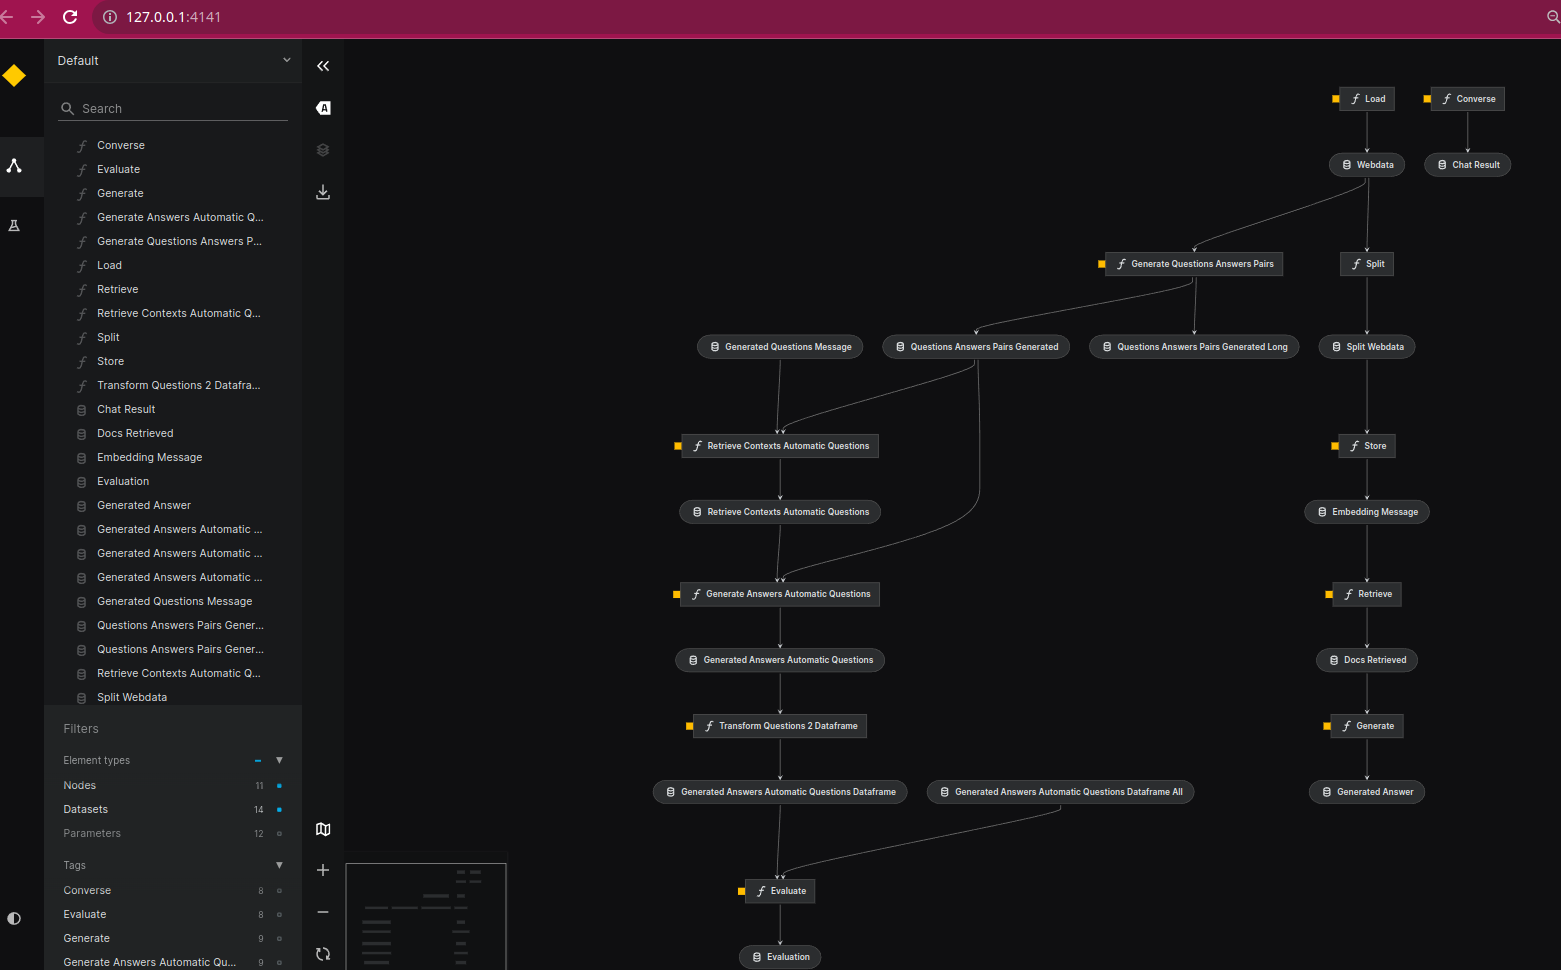 127.0.0.1:4141
Default
Search
Converse
Evaluate
Generate
Generate Answers Automatic Q...
Generate Questions Answers P...
Load
Retrieve
Retrieve Contexts Automatic Q...
Split
Store
Transform Questions 2 Datafra...
Chat Result
Docs Retrieved
Embedding Message
Evaluation
Generated Answer
Generated Answers Automatic ...
Generated Answers Automatic ...
Generated Answers Automatic ...
Generated Questions Message
Questions Answers Pairs Gener...
Questions Answers Pairs Gener...
Retrieve Contexts Automatic Q...
Split Webdata
Filters
Element types
Nodes 11
Datasets 14
Parameters 12
Tags
Converse 8
Evaluate 8
Generate 9
Generate Answers Automatic Qu... 9
A
Load
Converse
Webdata
Chat Result
Generate Questions Answers Pairs
Split
Generated Questions Message
Questions Answers Pairs Generated
Questions Answers Pairs Generated Long
Split Webdata
Retrieve Contexts Automatic Questions
Store
Retrieve Contexts Automatic Questions
Embedding Message
Generate Answers Automatic Questions
Retrieve
Generated Answers Automatic Questions
Docs Retrieved
Transform Questions 2 Dataframe
Generate
Generated Answers Automatic Questions Dataframe
Generated Answers Automatic Questions Dataframe All
Generated Answer
Evaluate
Evaluation